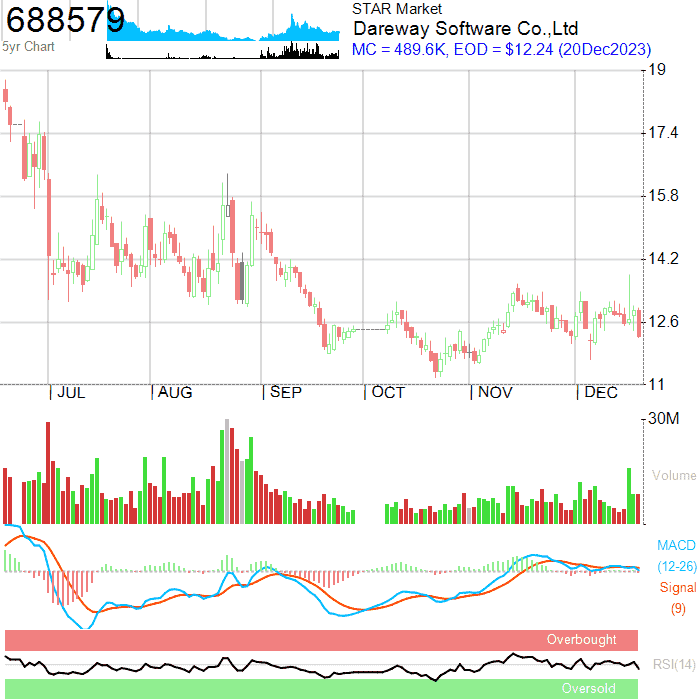 688579
5yr Chart
STAR Market
Dareway Software Co.,Ltd
MC = 489.6K, EOD = $12.24 (20Dec2023)
19
17.4
15.8
14.2
12.6
11
JUL AUG SEP OCT NOV DEC
30M
Volume
MACD
(12-26)
Signal
(9)
Overbought
RSI(14)
Oversold